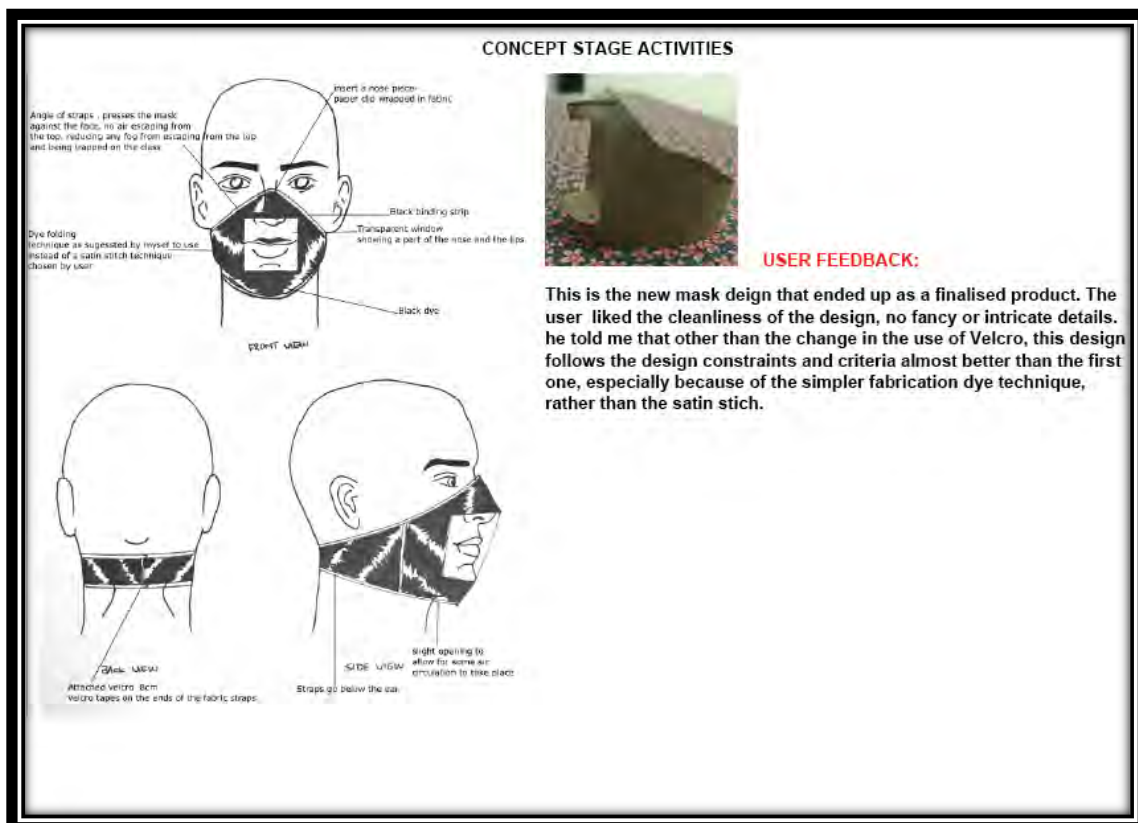 CONCEPT STAGE ACTIVITIES
insert a nose piece-
paper clip wrapped in fabric
Angle of straps , presses the mask
against the face, no air escaping from
the top, reducing any fog from escaping from the top
and being trapped on the glass
Black binding strip
Transparent window
showing a part of the nose and the lips
Dye folding
technique as sugessted by myself to use
instead of a satin stitch technique
chosen by user
Black dye
FRONT VIEW
USER FEEDBACK:
This is the new mask deign that ended up as a finalised product. The
user liked the cleanliness of the design, no fancy or intricate details.
he told me that other than the change in the use of Velcro, this design
follows the design constraints and criteria almost better than the first
one, especially because of the simpler fabrication dye technique,
rather than the satin stich.
BACK VIEW
Attached velcro 8cm
Velcro tapes on the ends of the fabric straps
SIDE VIEW
slight opening to
allow for some air
circulation to take place
Straps go below the ear